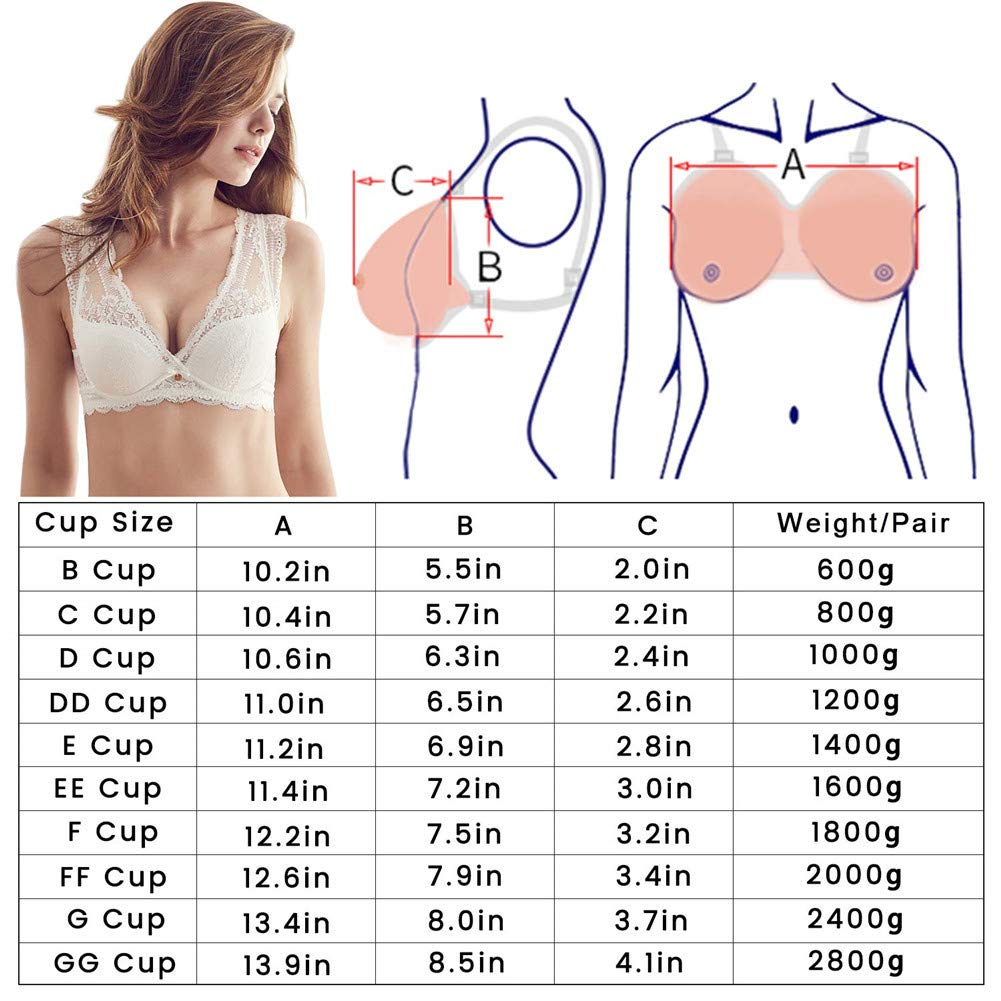 C
B
A
Cup Size A B C Weight/Pair
B Cup 10.2in 5.5in 2.0in 600g
C Cup 10.4in 5.7in 2.2in 800g
D Cup 10.6in 6.3in 2.4in 1000g
DD Cup 11.0in 6.5in 2.6in 1200g
E Cup 11.2in 6.9in 2.8in 1400g
EE Cup 11.4in 7.2in 3.0in 1600g
F Cup 12.2in 7.5in 3.2in 1800g
FF Cup 12.6in 7.9in 3.4in 2000g
G Cup 13.4in 8.0in 3.7in 2400g
GG Cup 13.9in 8.5in 4.1in 2800g